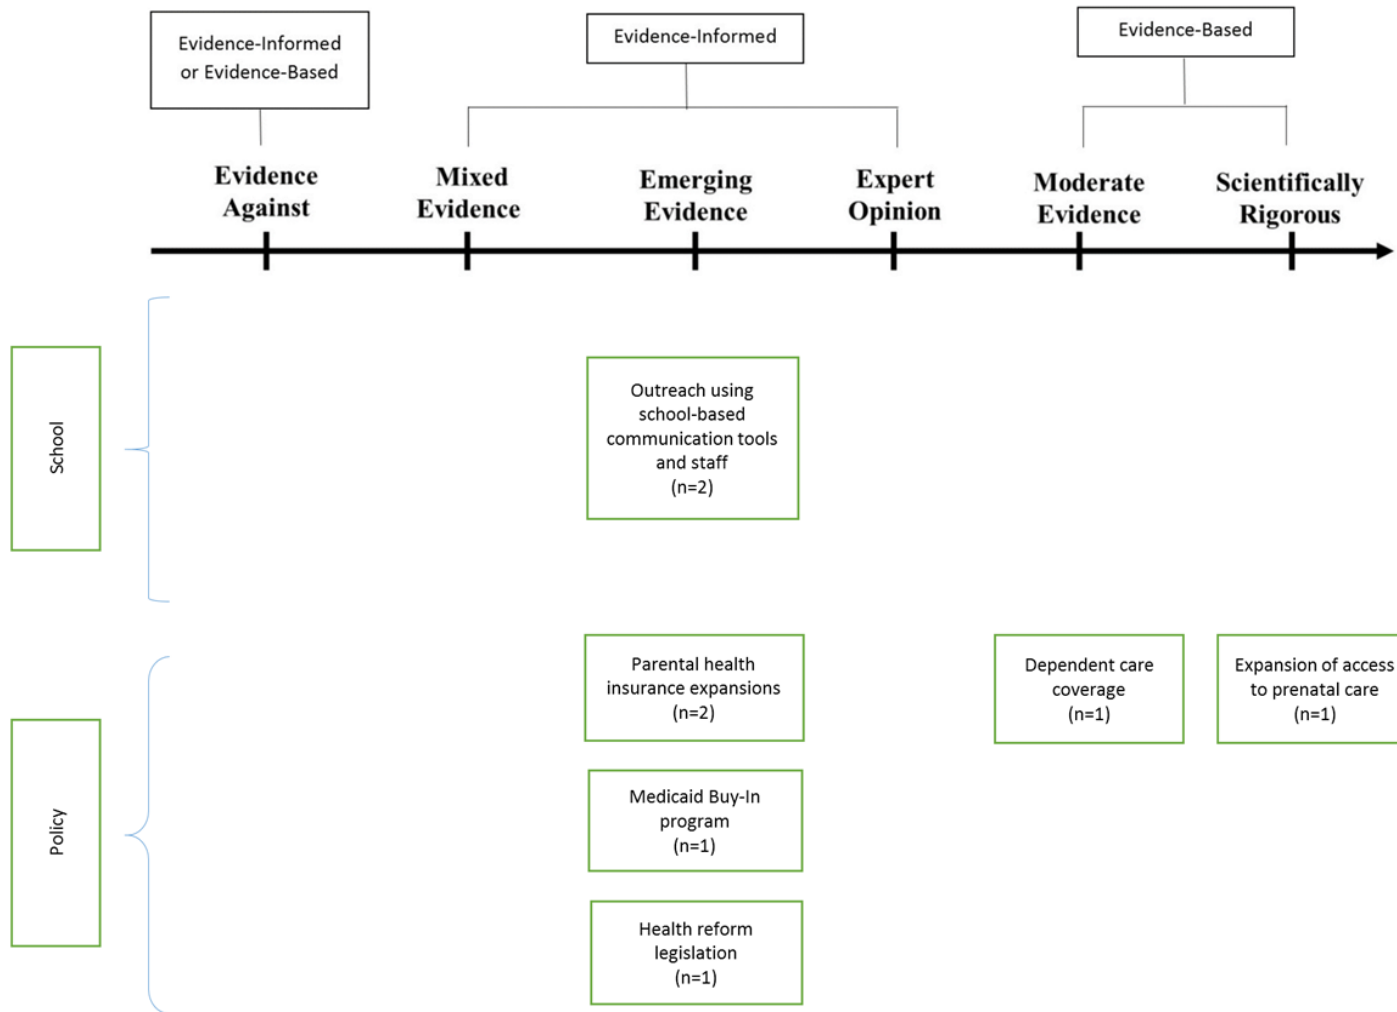 Evidence-Informed
or Evidence-Based
Evidence-Informed
Evidence-Based
Evidence
Against
Mixed
Evidence
Emerging
Evidence
Expert
Opinion
Moderate
Evidence
Scientifically
Rigorous
School
Outreach using
school-based
communication tools
and staff
(n=2)
Policy
Parental health
insurance expansions
(n=2)
Dependent care
coverage
(n=1)
Expansion of access
to prenatal care
(n=1)
Medicaid Buy-In
program
(n=1)
Health reform
legislation
(n=1)